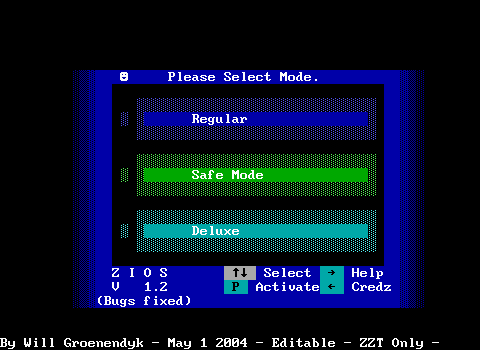 Please Select Mode.
Regular
Safe Mode
Deluxe
Z I O S ↑↓ Select → Help
V 1.2 P Activate ← Credz
(Bugs fixed)
By Will Groenendyk - May 1 2004 - Editable - ZZT Only -